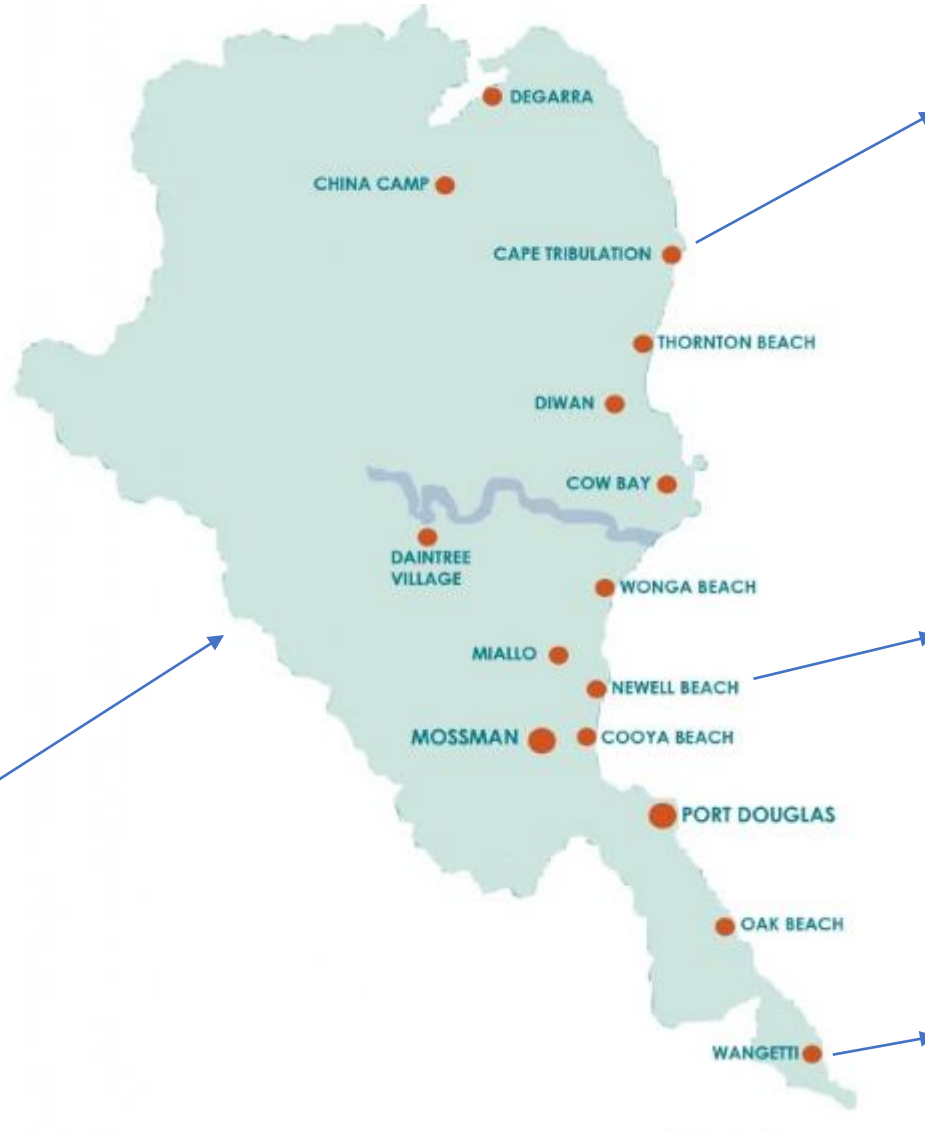 DEGARRA
CHINA CAMP
CAPE TRIBULATION
THORNTON BEACH
DIWAN
COW BAY
DAINTREE
VILLAGE
WONGA BEACH
MIALLO
NEWELL BEACH
MOSSMAN
COOYA BEACH
PORT DOUGLAS
OAK BEACH
WANGETTI